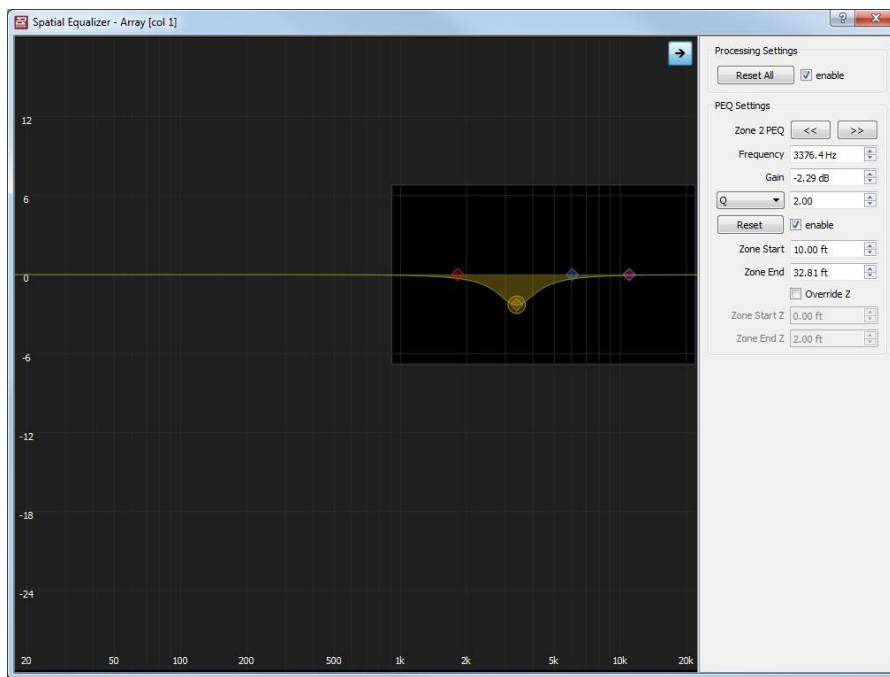 Spatial Equalizer - Array [col 1]
12
6
0
-6
-12
-18
-24
20 50 100 200 500 1k 2k 5k 10k 20k
Processing Settings
Reset All enable
PEQ Settings
Zone 2 PEQ << >>
Frequency 3376.4 Hz
Gain -2.29 dB
Q 2.00
Reset enable
Zone Start 10.00 ft
Zone End 32.81 ft
Override Z
Zone Start Z 0.00 ft
Zone End Z 2.00 ft